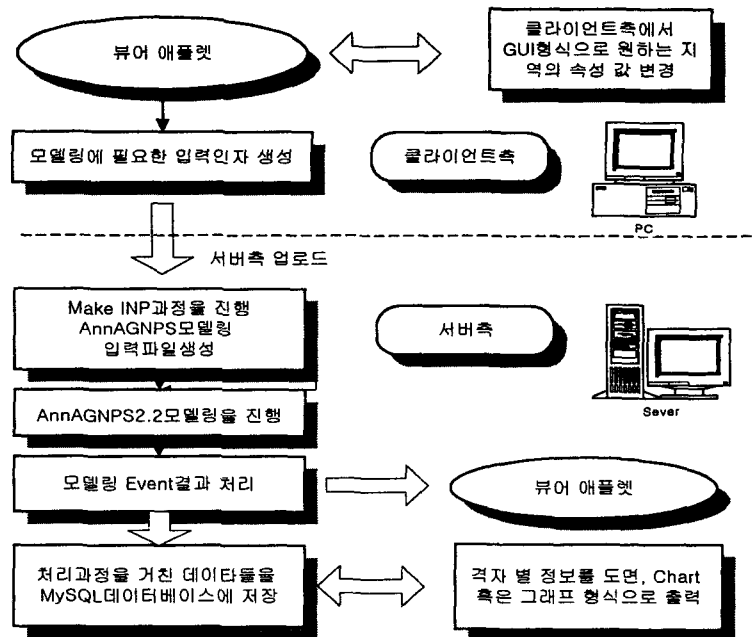 뷰어 애플렛
클라이언트측에서
GUI형식으로 원하는 지
역의 속성 값 변경
모델링에 필요한 입력인자 생성
클라이언트측
PC
서버측 업로드
Make INP과정을 진행
AnnAGNPS모델링
입력파일생성
서버측
Sever
AnnAGNPS2.2모델링을 진행
모델링 Event결과 처리
뷰어 애플렛
처리과정을 거친 데이타들을
MySQL데이터베이스에 저장
격자 별 정보를 도면, Chart
혹은 그래프 형식으로 출력